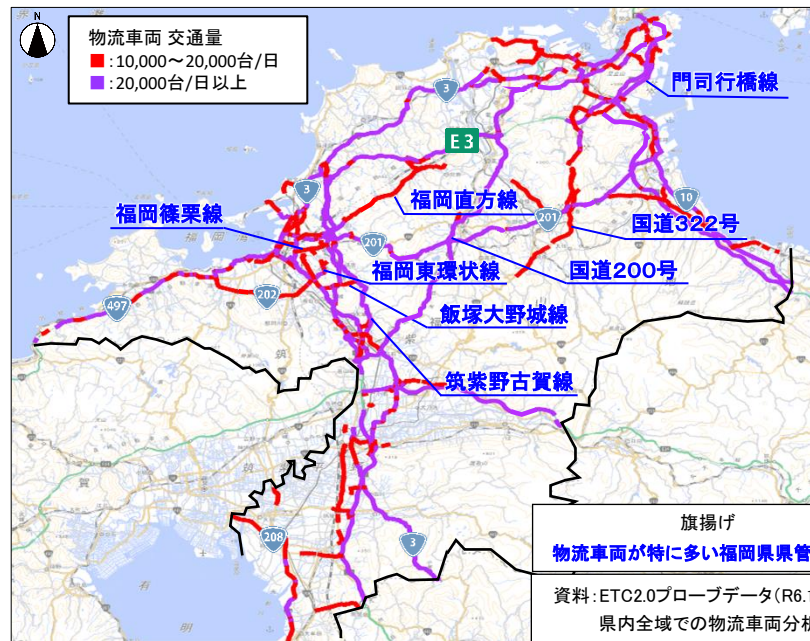 N
物流車両 交通量
:10,000～20,000台/日
:20,000台/日以上
3
門司行橋線
E3
3
福岡直方線
10
福岡篠栗線
201
国道322号
201
福岡東環状線
国道200号
202
497
飯塚大野城線
筑紫野古賀線
旗揚げ
物流車両が特に多い福岡県県管
208
3
資料:ETC2.0プローブデータ(R6.
県内全域での物流車両分
有 明